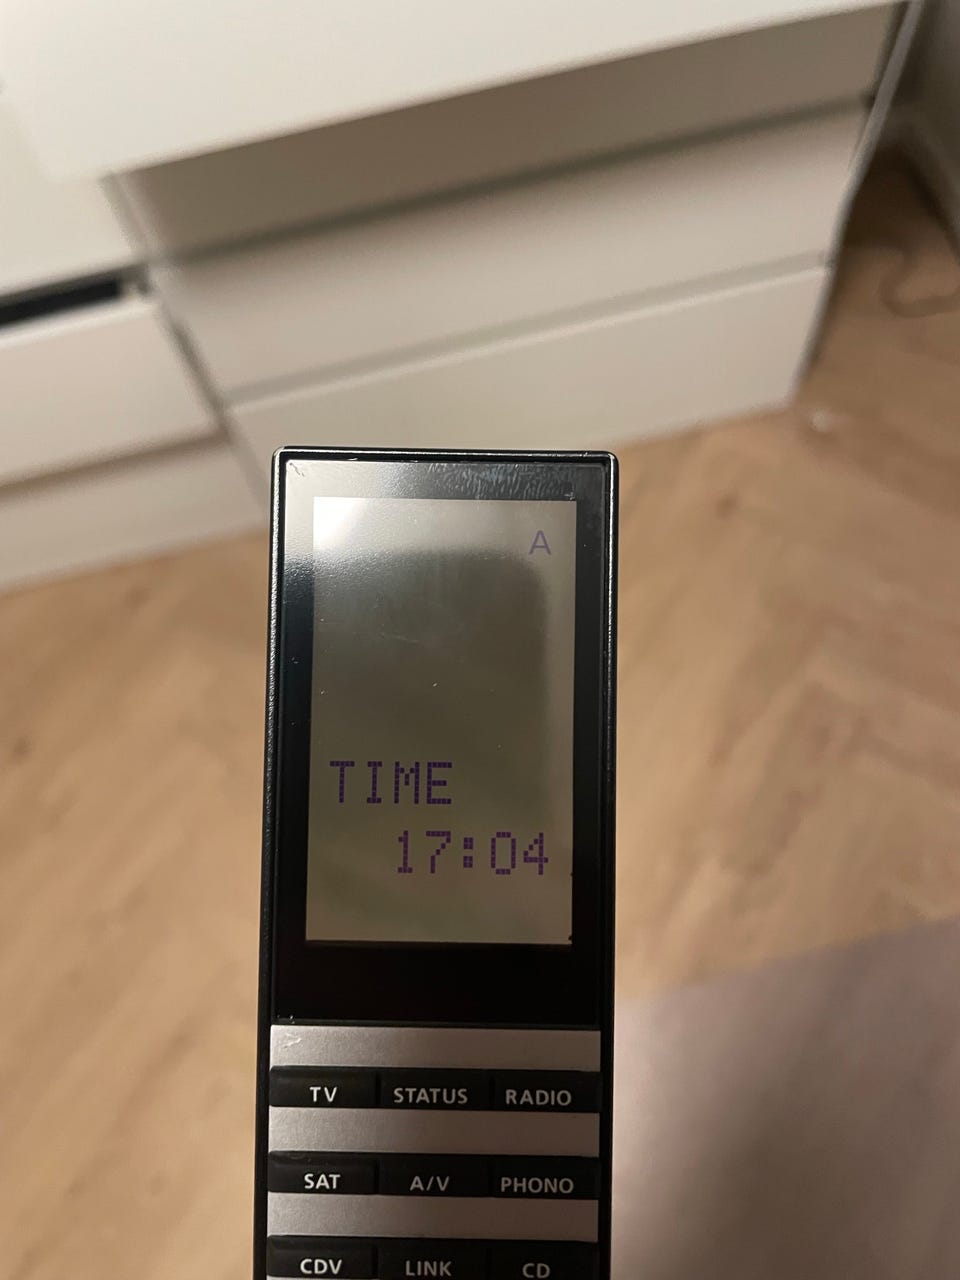 A
TIME
17:04
TV STATUS RADIO
SAT A/V PHONO
CDV LINK CD